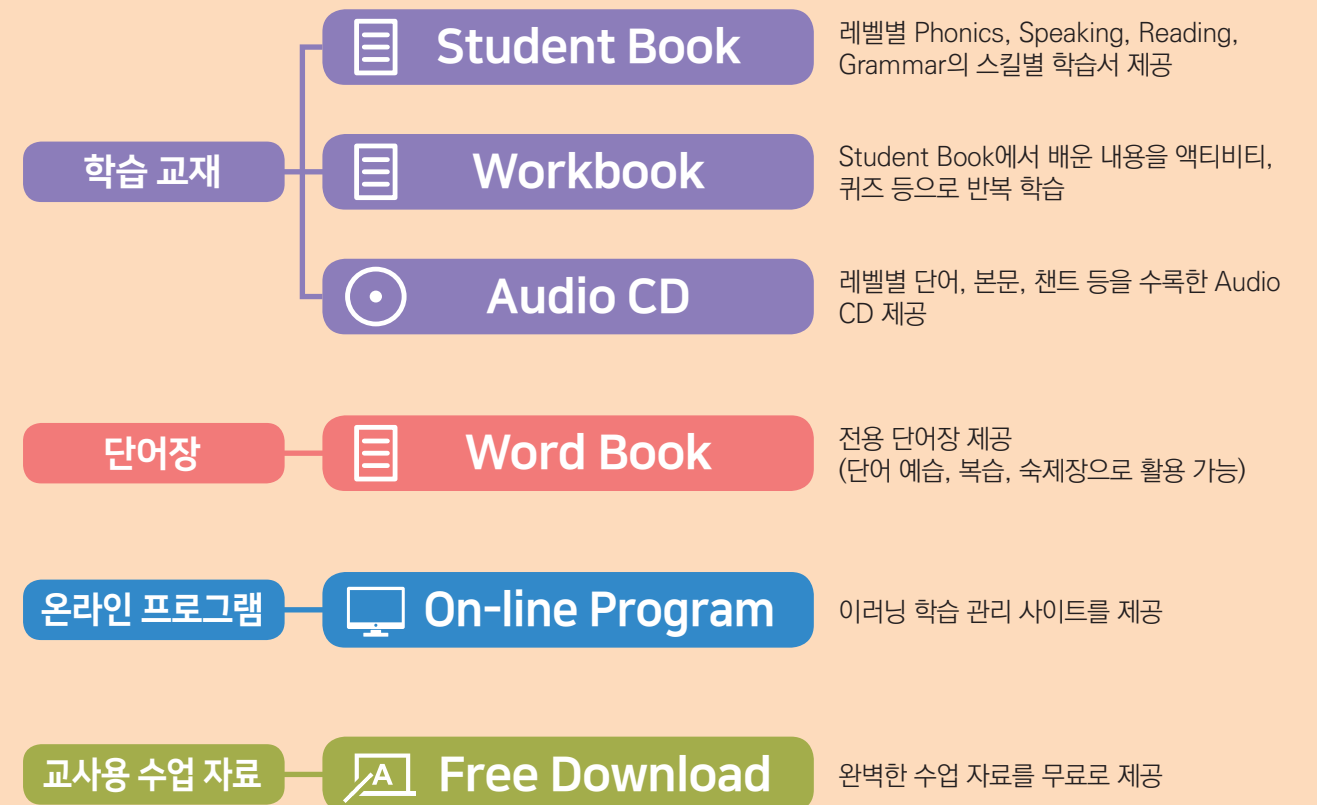 Student Book
레벨별 Phonics, Speaking, Reading,
Grammar의 스킬별 학습서 제공
학습 교재
Workbook
Student Book에서 배운 내용을 액티비티,
퀴즈 등으로 반복 학습
Audio CD
레벨별 단어, 본문, 챈트 등을 수록한 Audio
CD 제공
단어장
Word Book
전용 단어장 제공
(단어 예습, 복습, 숙제장으로 활용 가능)
온라인 프로그램
On-line Program
이러닝 학습 관리 사이트를 제공
교사용 수업 자료
A
Free Download
완벽한 수업 자료를 무료로 제공